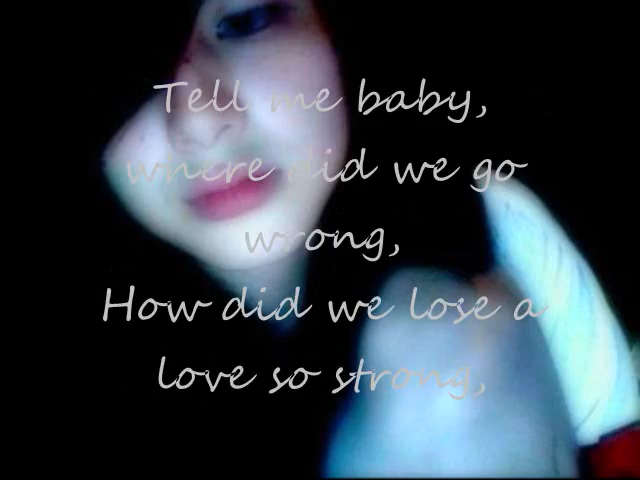 Tell me baby,
where did we go
wrong,
How did we lose a
love so strong,